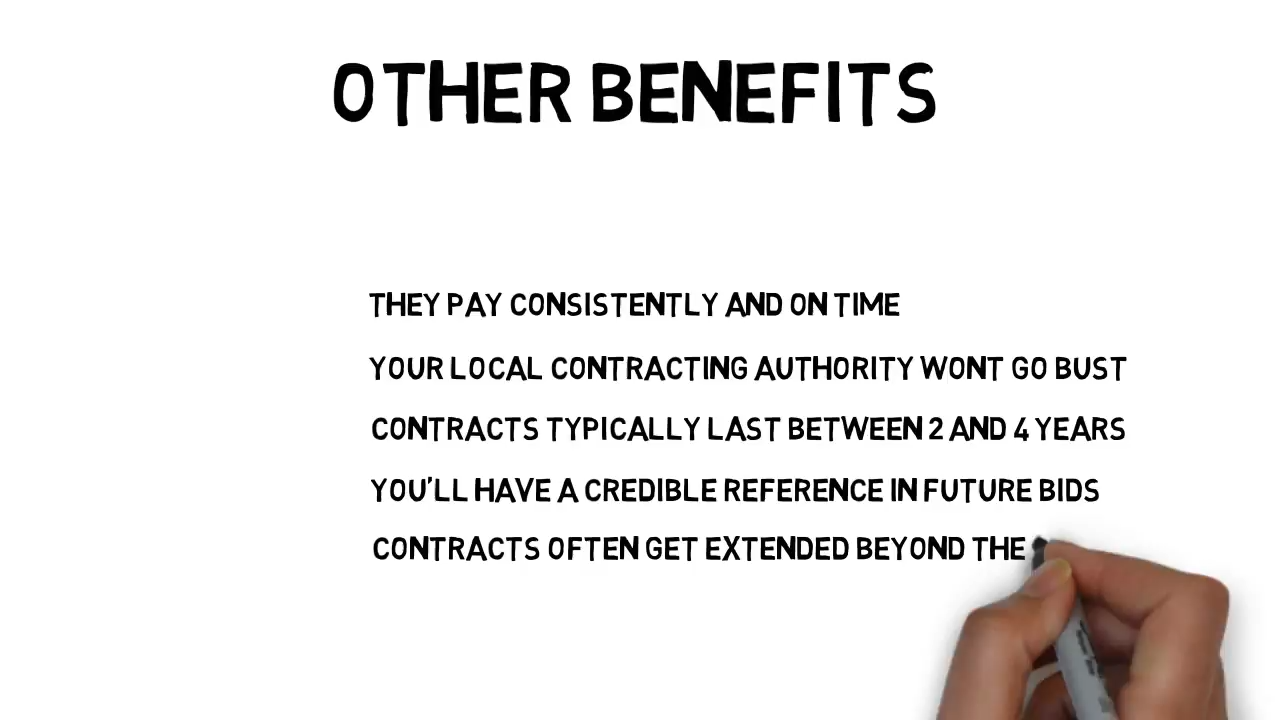 OTHER BENEFITS
THEY PAY CONSISTENTLY AND ON TIME
YOUR LOCAL CONTRACTING AUTHORITY WONT GO BUST
CONTRACTS TYPICALLY LAST BETWEEN 2 AND 4 YEARS
YOU'LL HAVE A CREDIBLE REFERENCE IN FUTURE BIDS
CONTRACTS OFTEN GET EXTENDED BEYOND THE